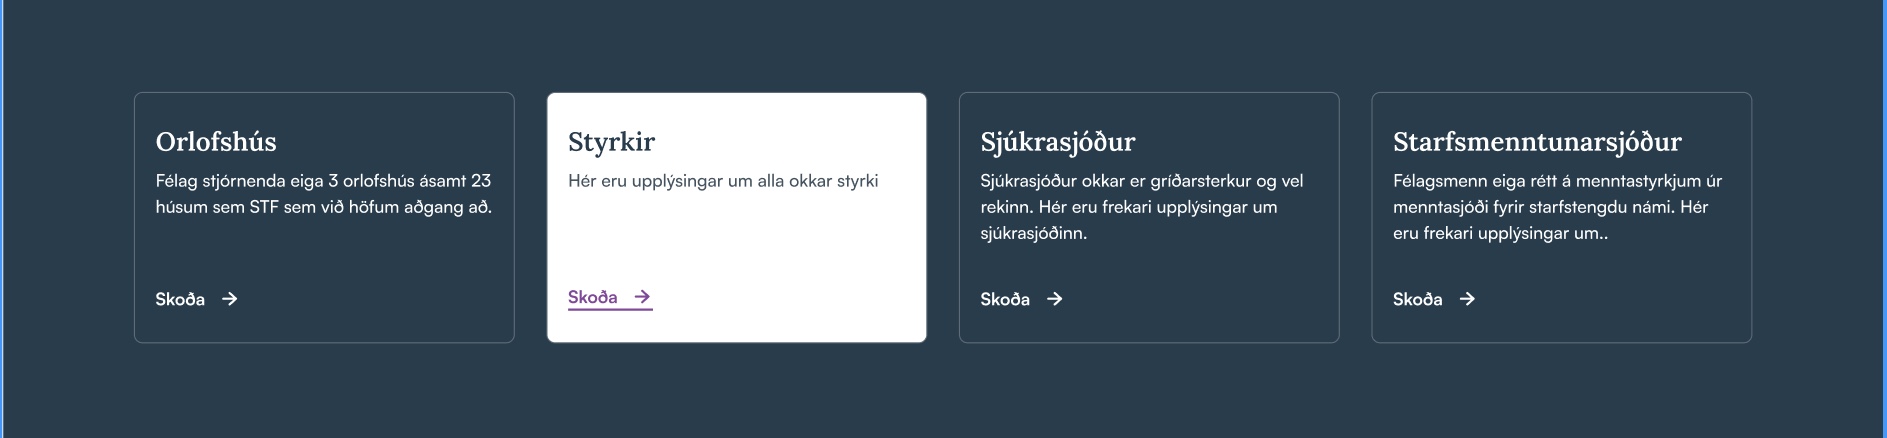 Orlofshús
Félag stjórnenda eiga 3 orlofshús ásamt 23
húsum sem STF sem við höfum aðgang að.
Skoða
Styrkir
Hér eru upplýsingar um alla okkar styrki
Skoða
Sjúkrasjóður
Sjúkrasjóður okkar er gríðarsterkur og vel
rekinn. Hér eru frekari upplýsingar um
sjúkrasjóðinn.
Skoða
Starfsmenntunarsjóður
Félagsmenn eiga rétt á menntastyrkjum úr
menntasjóði fyrir starfstengdu námi. Hér
eru frekari upplýsingar um..
Skoða